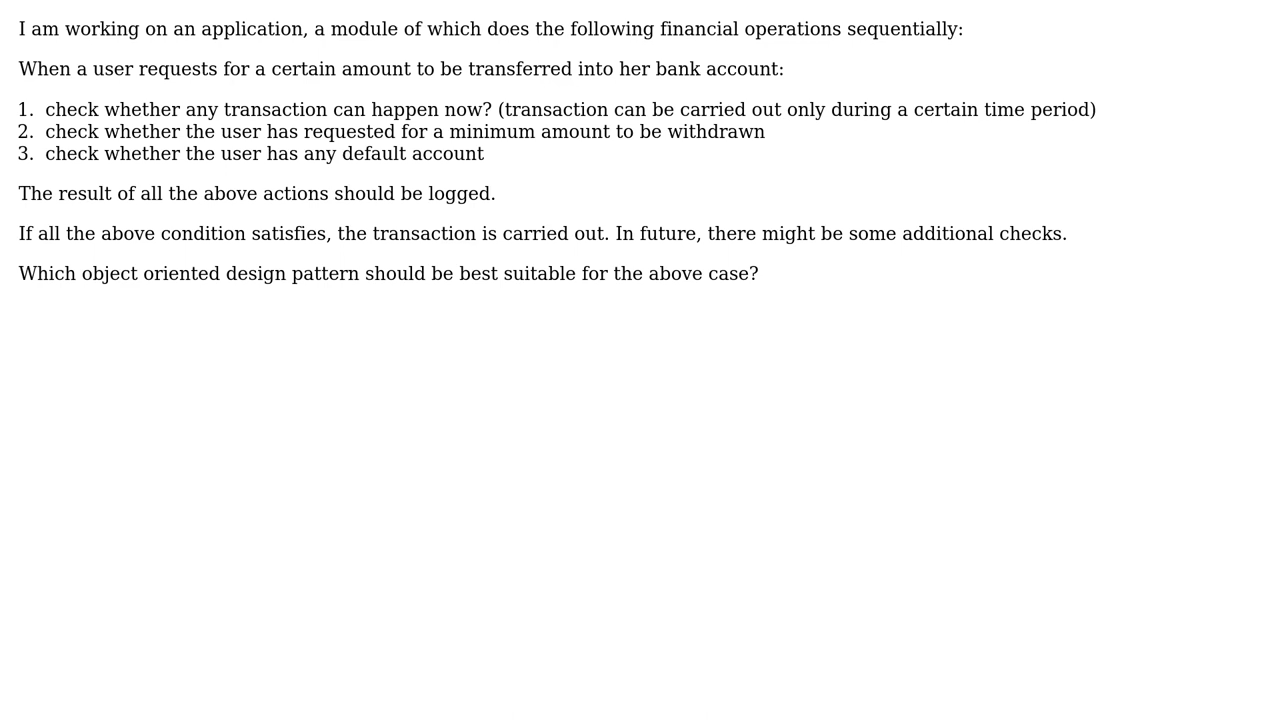 I am working on an application, a module of which does the following financial operations sequentially:
When a user requests for a certain amount to be transferred into her bank account:
1. check whether any transaction can happen now? (transaction can be carried out only during a certain time period)
2. check whether the user has requested for a minimum amount to be withdrawn
3. check whether the user has any default account
The result of all the above actions should be logged.
If all the above condition satisfies, the transaction is carried out. In future, there might be some additional checks.
Which object oriented design pattern should be best suitable for the above case?